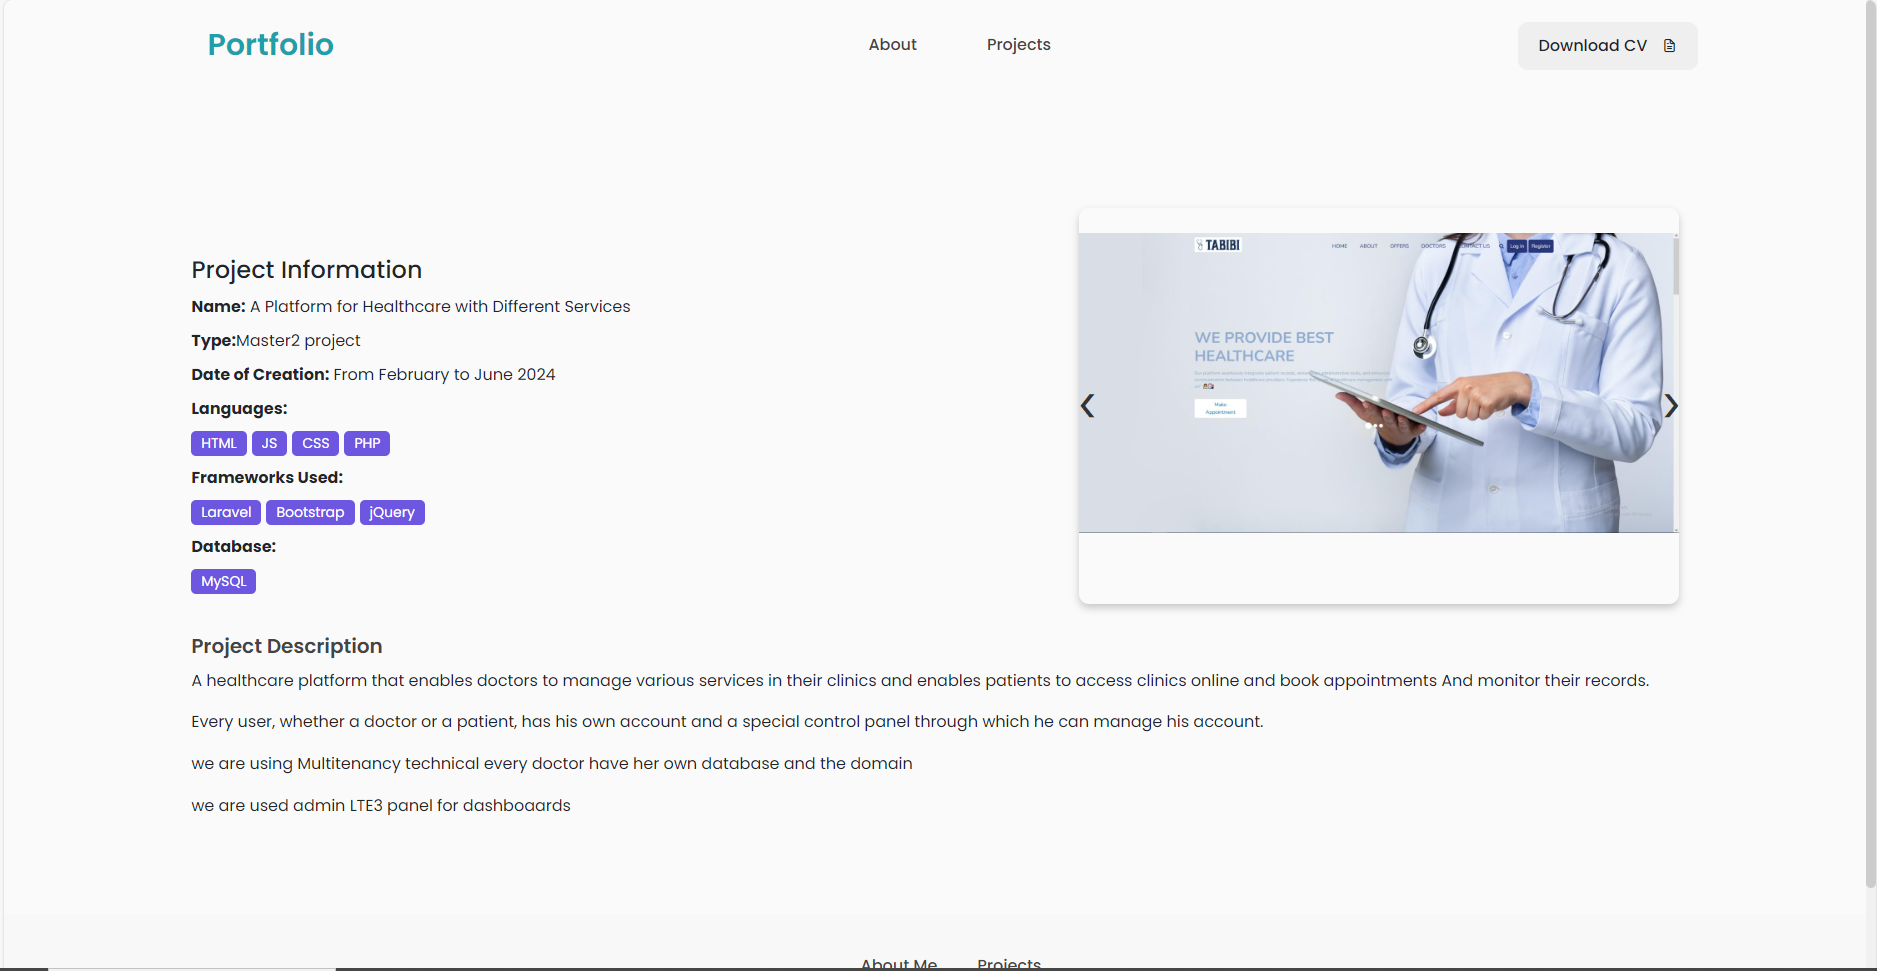 Portfolio
About
Projects
Download CV
Project Information
Name: A Platform for Healthcare with Different Services
Type:Master2 project
Date of Creation: From February to June 2024
Languages:
HTML JS CSS PHP
Frameworks Used:
Laravel Bootstrap jQuery
Database:
MySQL
TABIBI
HOME ABOUT OFFERS DOCTORS CONTACT US Log in Register
WE PROVIDE BEST
HEALTHCARE
Make
Appointment
Project Description
A healthcare platform that enables doctors to manage various services in their clinics and enables patients to access clinics online and book appointments And monitor their records.
Every user, whether a doctor or a patient, has his own account and a special control panel through which he can manage his account.
we are using Multitenancy technical every doctor have her own database and the domain
we are used admin LTE3 panel for dashboaards
About Me Projects